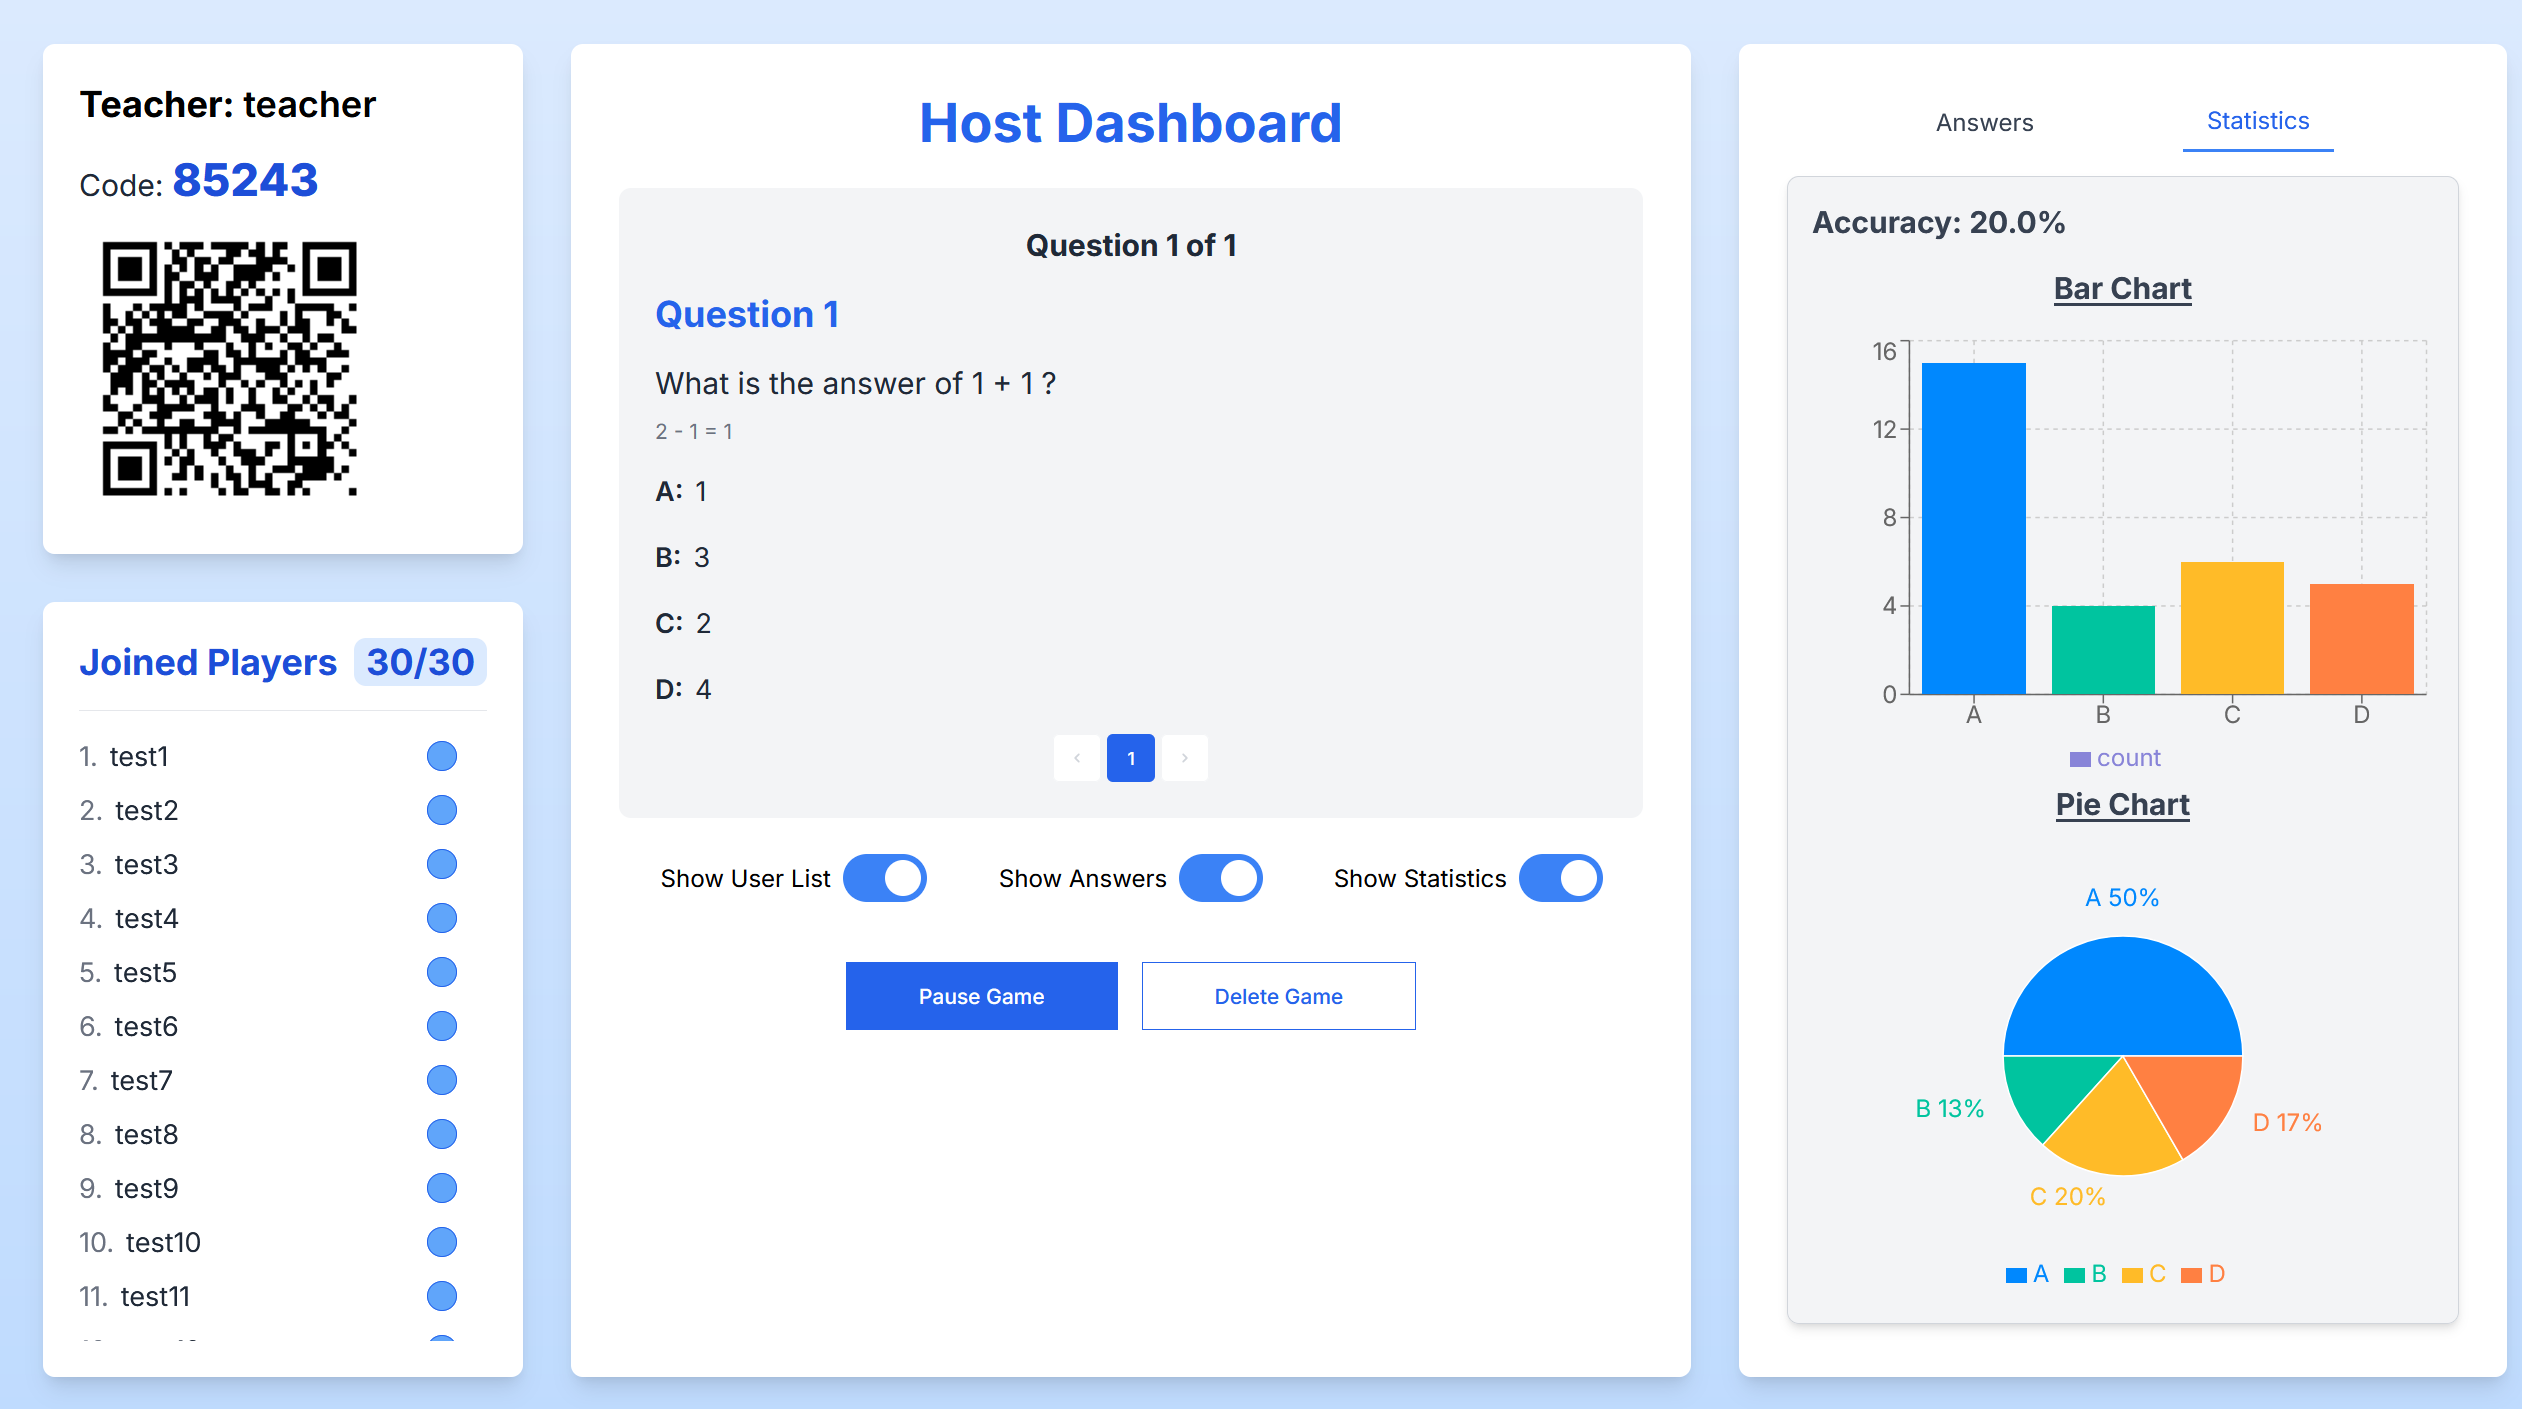 Teacher: teacher
Code: 85243
Joined Players 30/30
1. test1
2. test2
3. test3
4. test4
5. test5
6. test6
7. test7
8. test8
9. test9
10. test10
11. test11
Host Dashboard
Question 1 of 1
Question 1
What is the answer of 1 + 1 ?
2 - 1 = 1
A: 1
B: 3
C: 2
D: 4
‹ 1 ›
Show User List
Show Answers
Show Statistics
Pause Game
Delete Game
Answers
Statistics
Accuracy: 20.0%
Bar Chart
16
12
8
4
0
A B C D
count
Pie Chart
A 50%
B 13%
D 17%
C 20%
A B C D